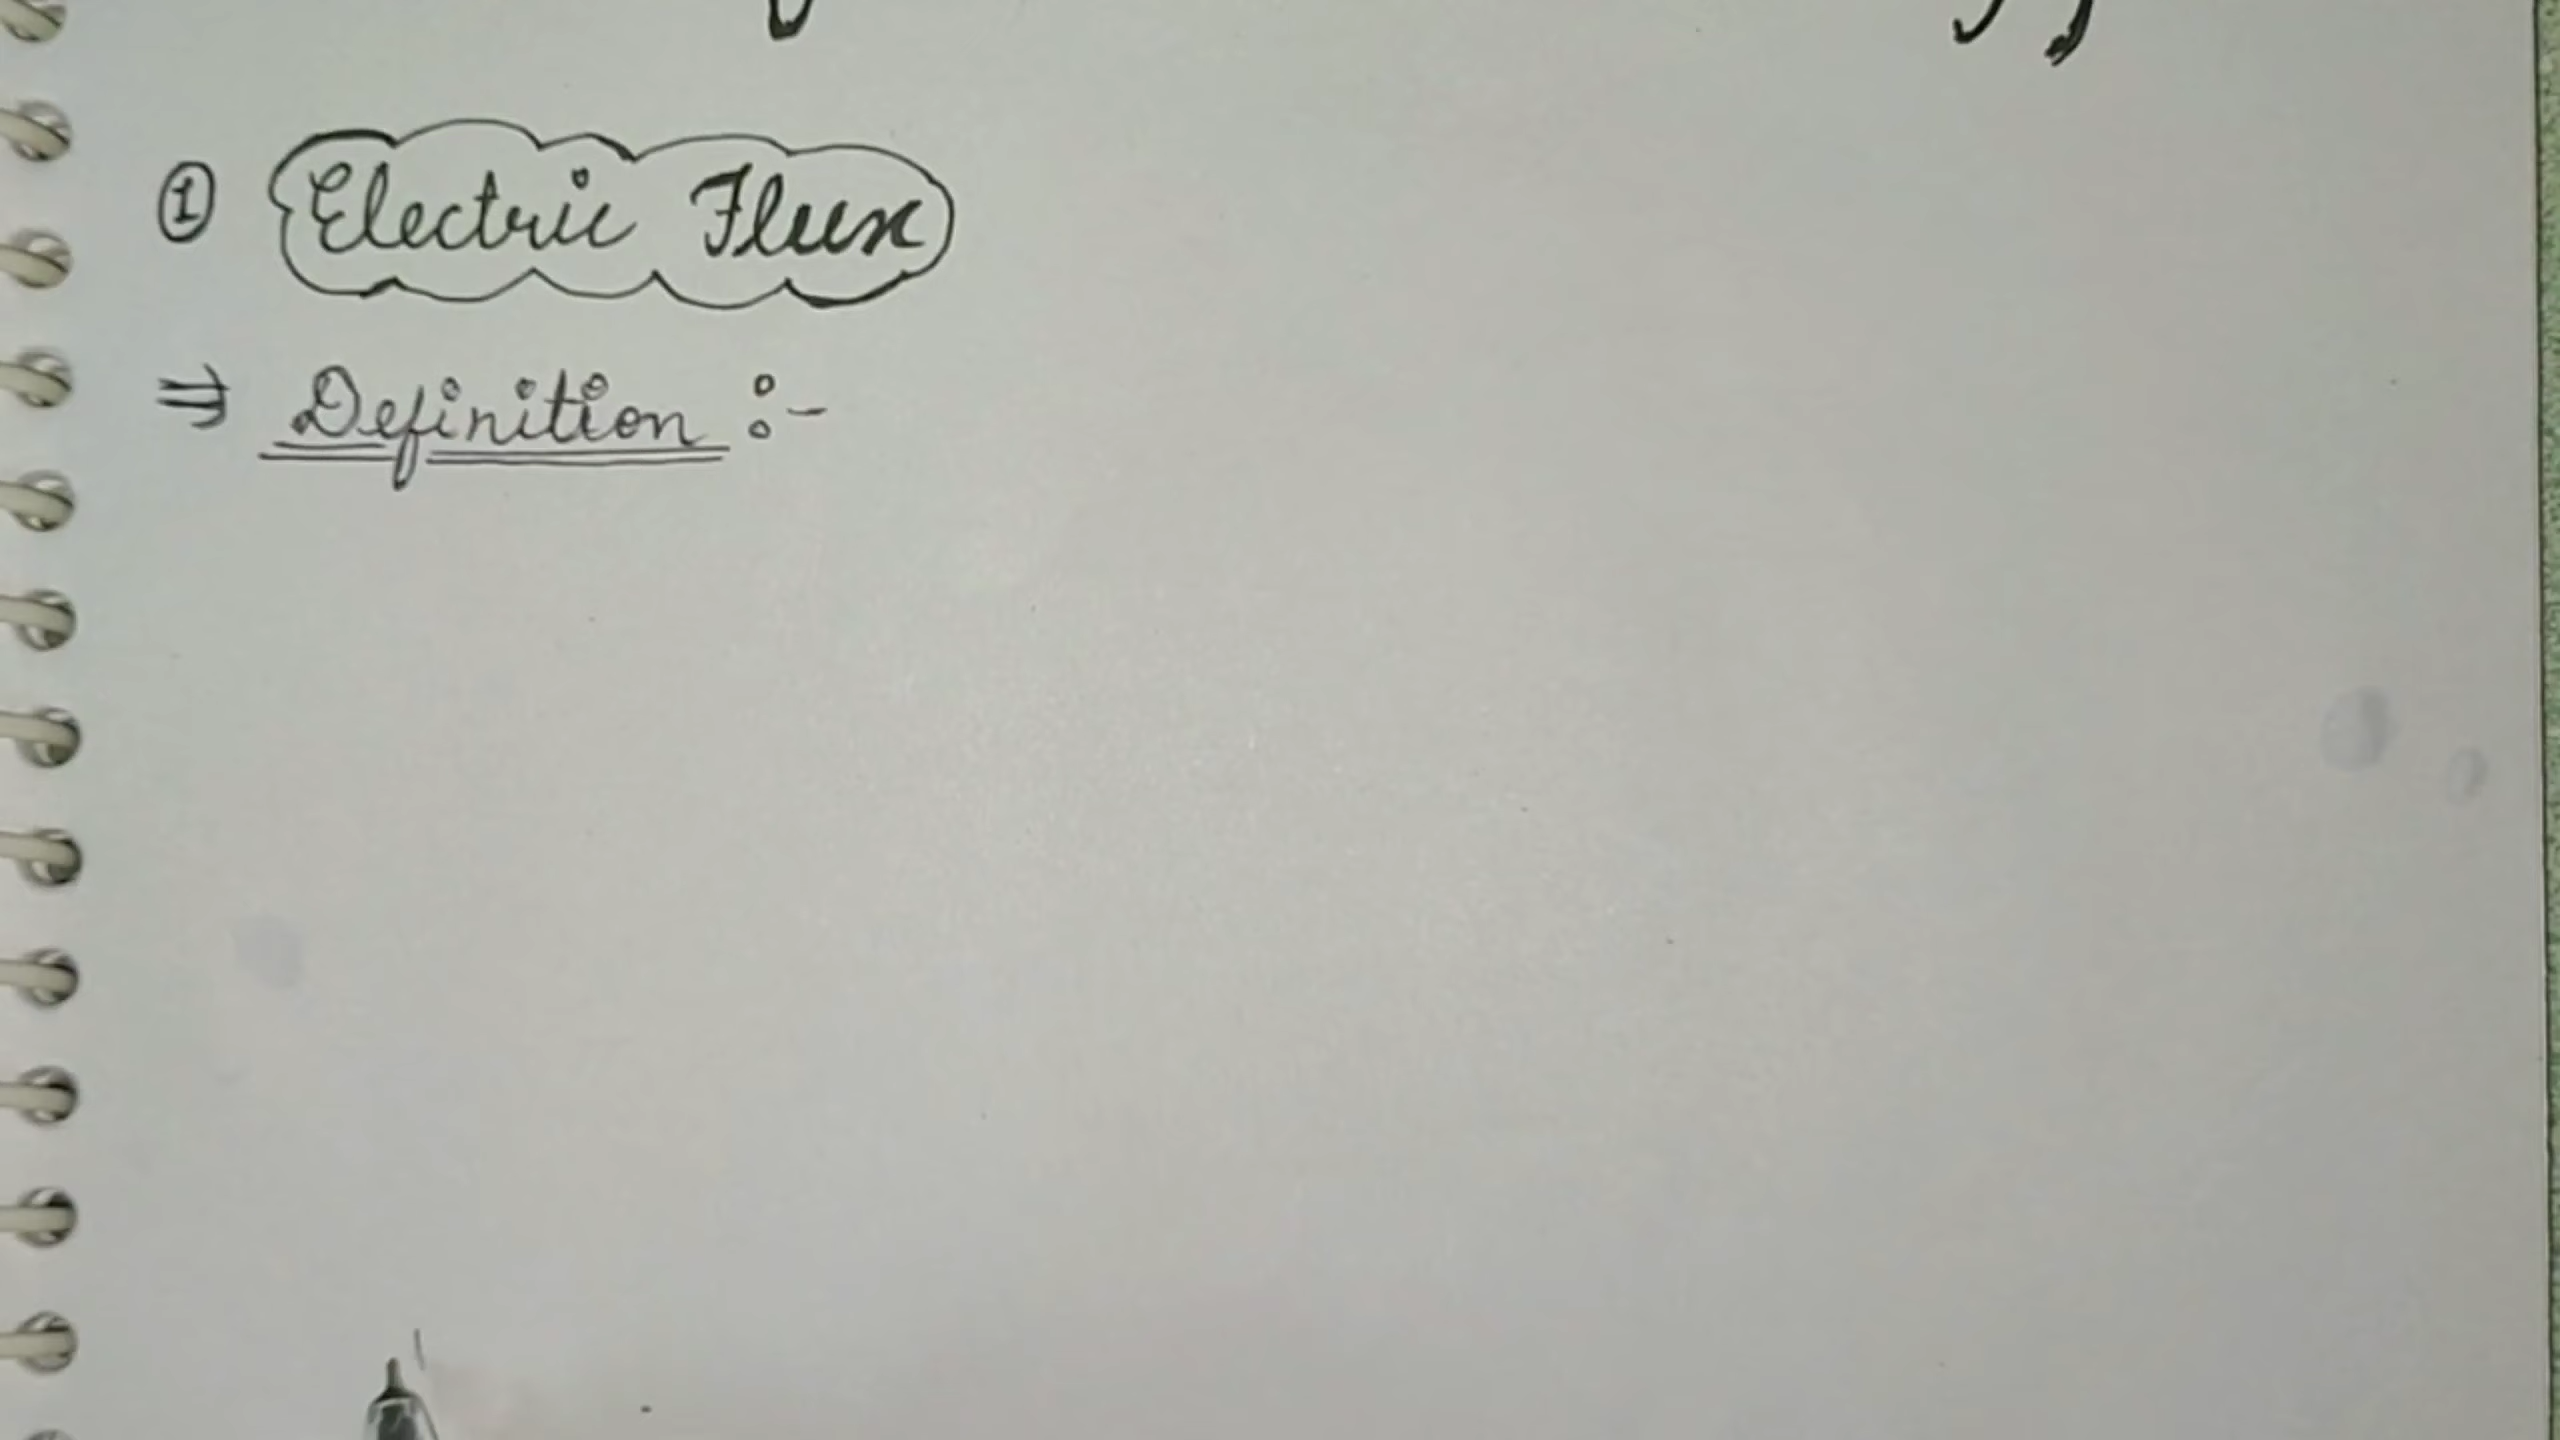 ① Electric Flux
⇒ Definition :-